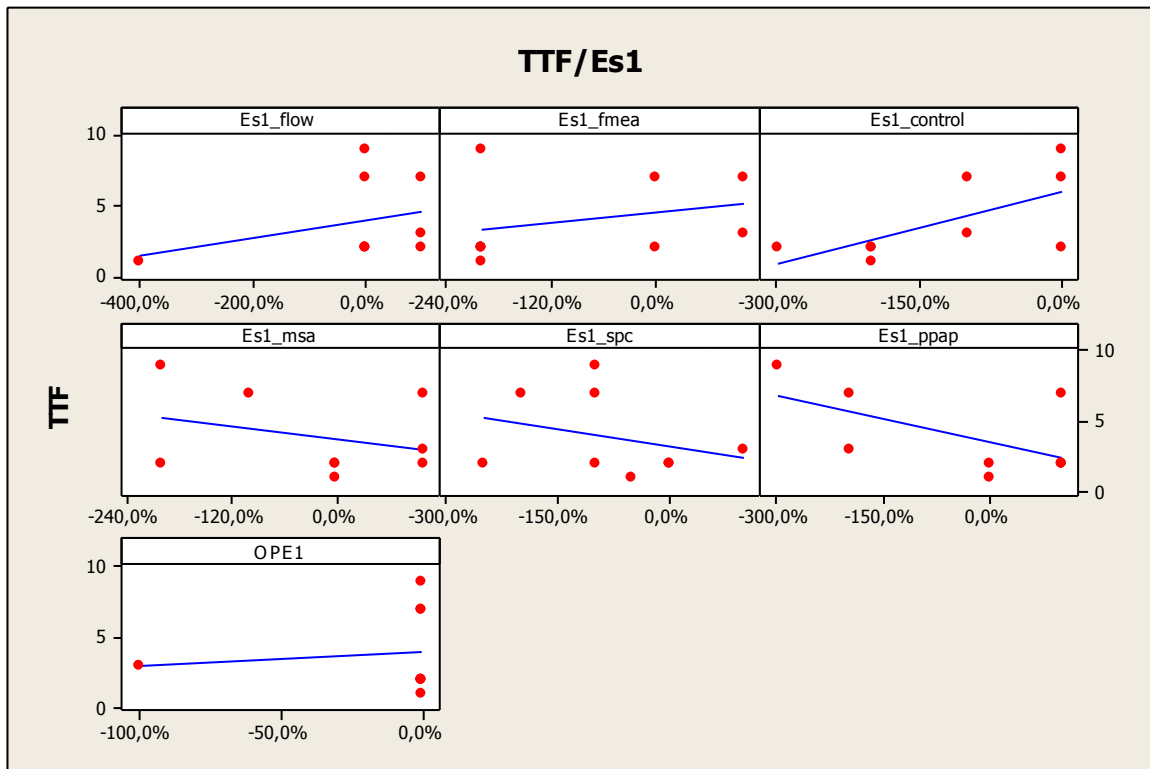 TTF/Es1
Es1_flow Es1_fmea Es1_control
10
5
0
-400,0% -200,0% 0,0% -240,0% -120,0% 0,0% -300,0% -150,0% 0,0%
Es1_msa Es1_spc Es1_ppap
10
5
0
-240,0% -120,0% 0,0% -300,0% -150,0% 0,0% -300,0% -150,0% 0,0%
TTF
OPE1
10
5
0
-100,0% -50,0% 0,0%